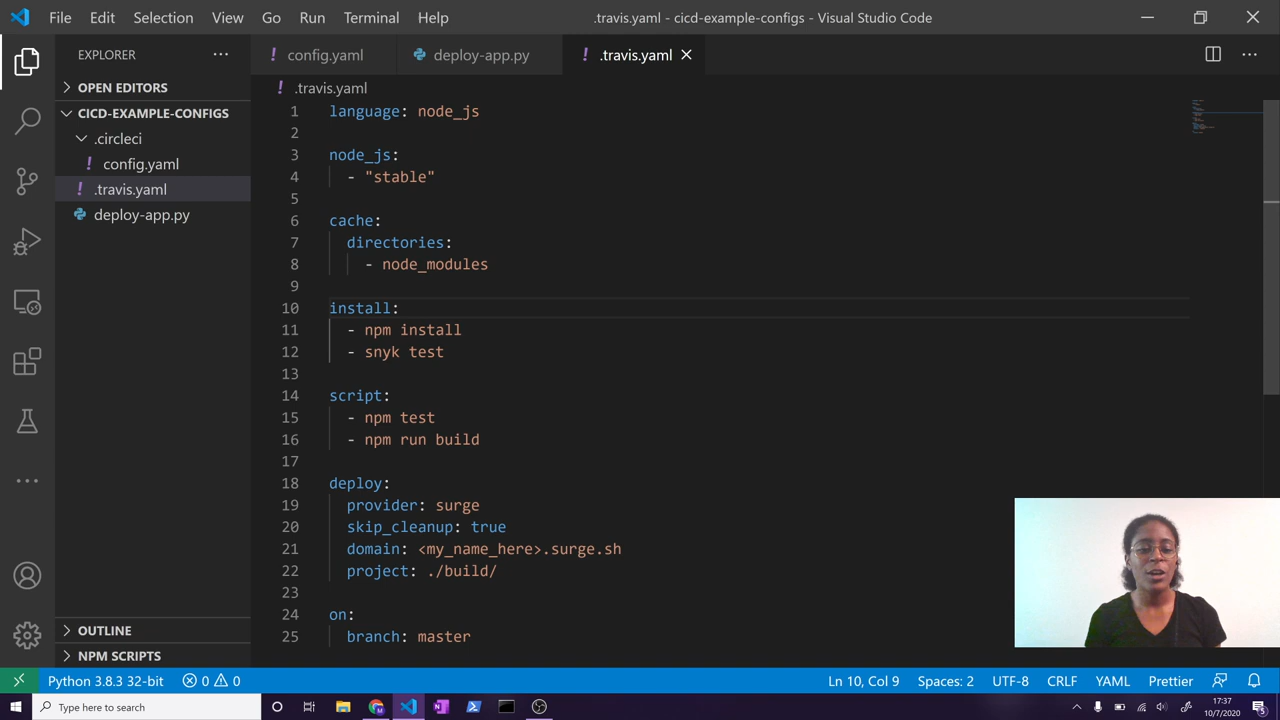 File Edit Selection View Go Run Terminal Help .travis.yaml - cicd-example-configs - Visual Studio Code
EXPLORER
OPEN EDITORS
CICD-EXAMPLE-CONFIGS
.circleci
! config.yaml
! .travis.yaml
deploy-app.py
OUTLINE
NPM SCRIPTS
! config.yaml deploy-app.py ! .travis.yaml
! .travis.yaml
1 language: node_js
2
3 node_js:
4 - "stable"
5
6 cache:
7 directories:
8 - node_modules
9
10 install:
11 - npm install
12 - snyk test
13
14 script:
15 - npm test
16 - npm run build
17
18 deploy:
19 provider: surge
20 skip_cleanup: true
21 domain: <my_name_here>.surge.sh
22 project: ./build/
23
24 on:
25 branch: master
Python 3.8.3 32-bit 0 0 Ln 10, Col 9 Spaces: 2 UTF-8 CRLF YAML Prettier
Type here to search
17:37
10/7/2020
5